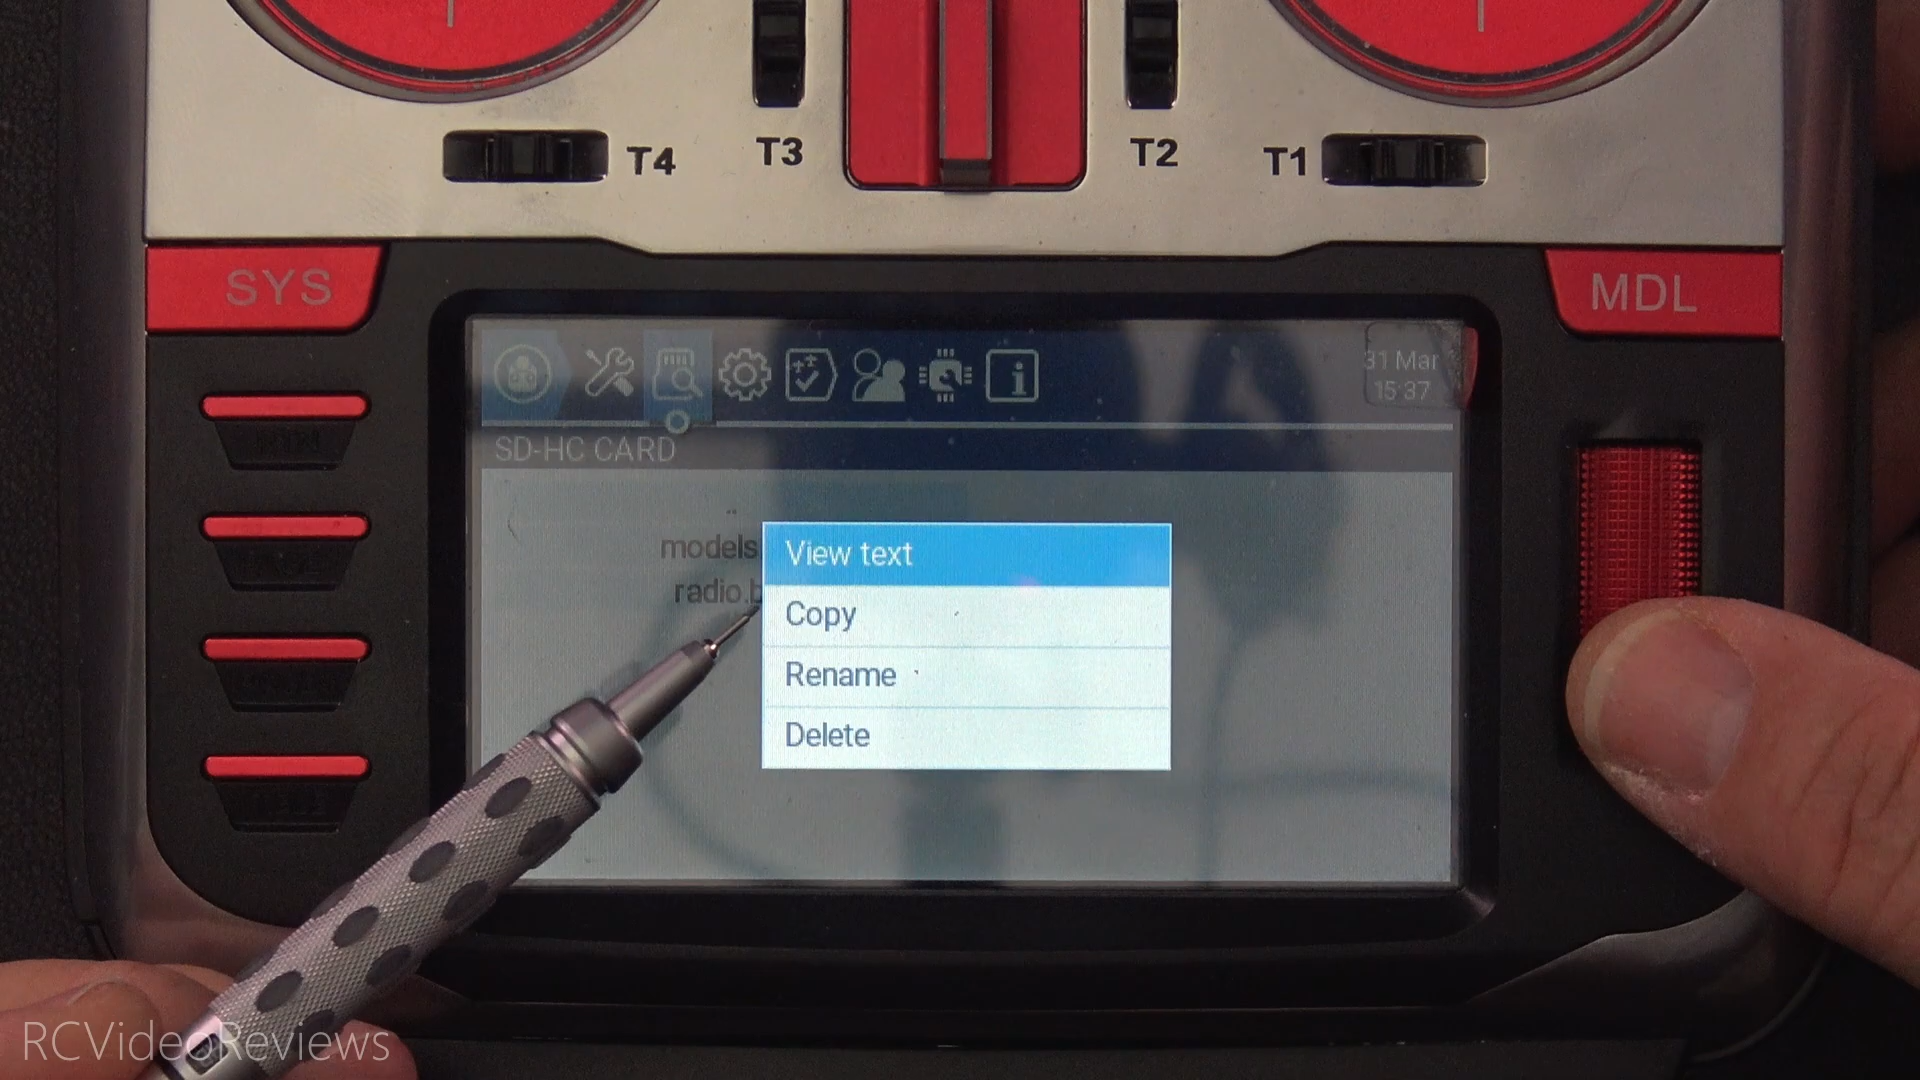 T4
T3
T2
T1
SYS
MDL
31 Mar
15:37
SD-HC CARD
..
models
radio.b
View text
Copy
Rename
Delete
RCVideoReviews